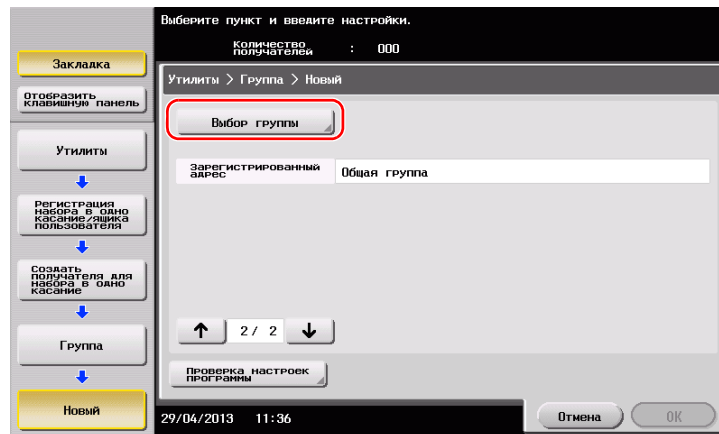 Выберите пункт и введите настройки.
Количество
получателей : 000
Закладка
Отобразить
клавишную панель
Утилиты
Регистрация
набора в одно
касание/ящика
пользователя
Создать
получателя для
набора в одно
касание
Группа
Новый
Утилиты > Группа > Новый
Выбор группы
Зарегистрированный
адрес
Общая группа
↑ 2/ 2 ↓
Проверка настроек
программы
29/04/2013 11:36
Отмена
OK